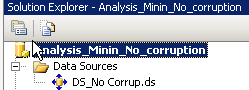 Solution Explorer - Analysis_Minin_No_corruption
Analysis_Minin_No_corruption
Data Sources
DS_No Corrup.ds